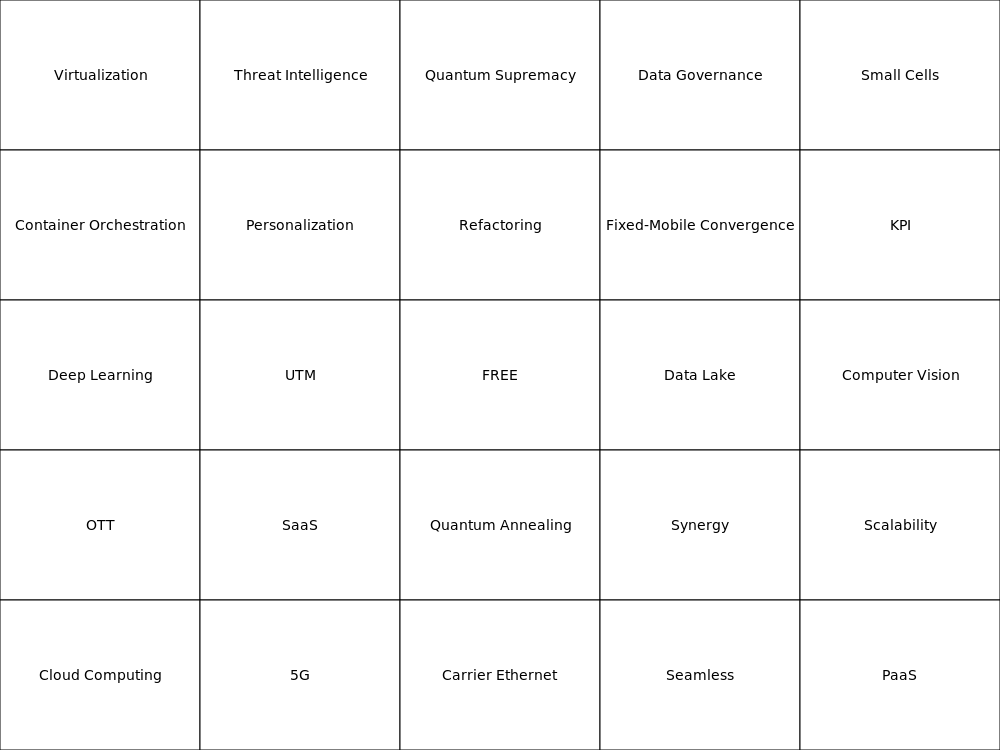 Virtualization
Threat Intelligence
Quantum Supremacy
Data Governance
Small Cells
Container Orchestration
Personalization
Refactoring
Fixed-Mobile Convergence
KPI
Deep Learning
UTM
FREE
Data Lake
Computer Vision
OTT
SaaS
Quantum Annealing
Synergy
Scalability
Cloud Computing
5G
Carrier Ethernet
Seamless
PaaS